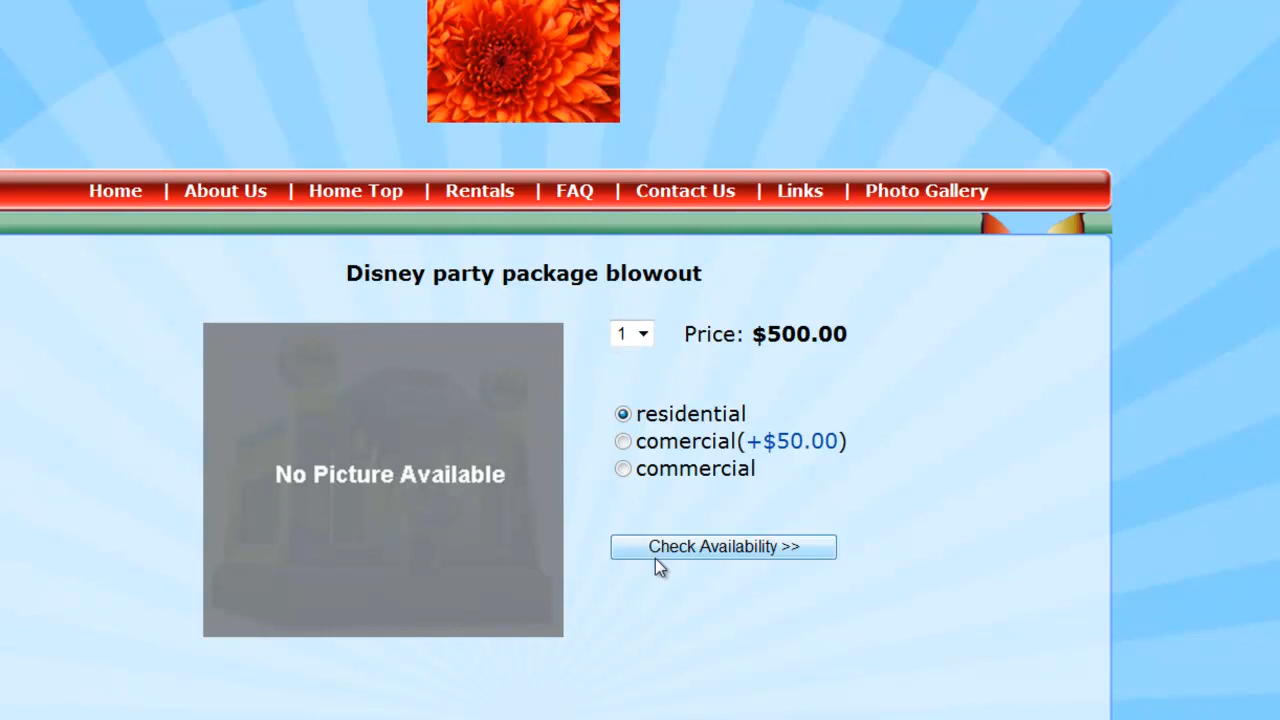 Home | About Us | Home Top | Rentals | FAQ | Contact Us | Links | Photo Gallery
Disney party package blowout
1 Price: $500.00
residential
comercial(+$50.00)
commercial
No Picture Available
Check Availability >>